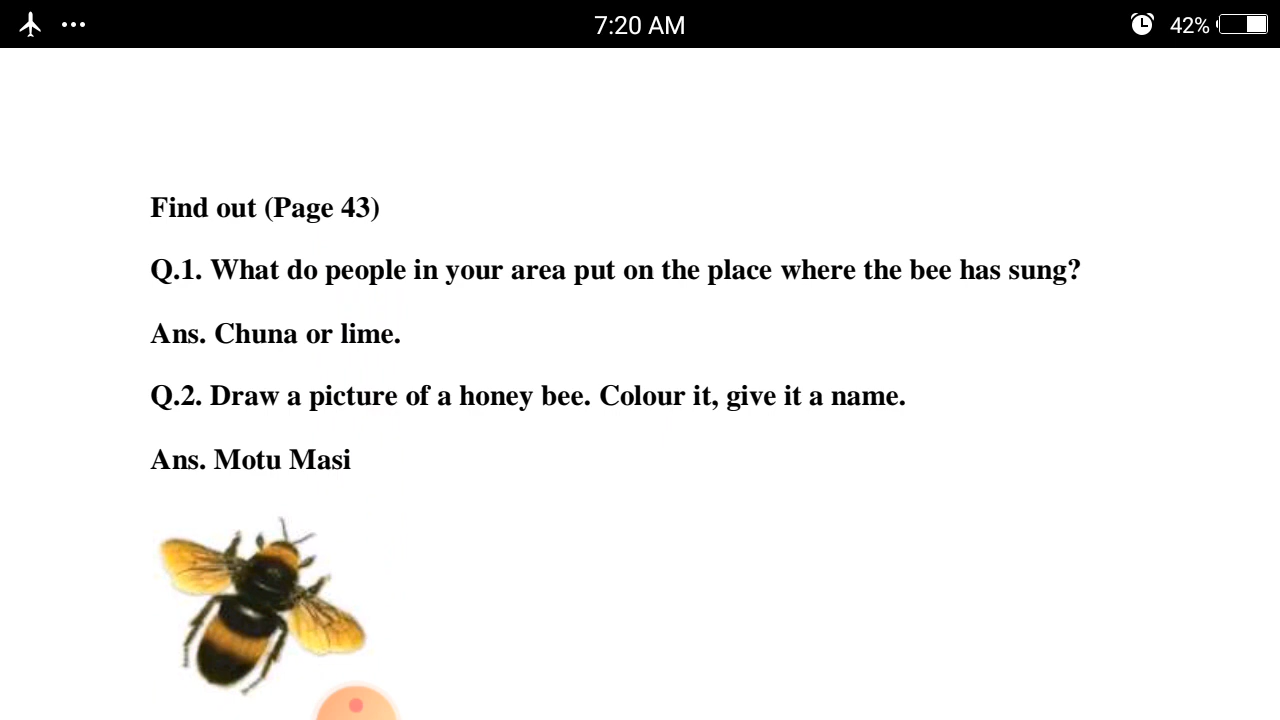 7:20 AM 42%
Find out (Page 43)
Q.1. What do people in your area put on the place where the bee has sung?
Ans. Chuna or lime.
Q.2. Draw a picture of a honey bee. Colour it, give it a name.
Ans. Motu Masi